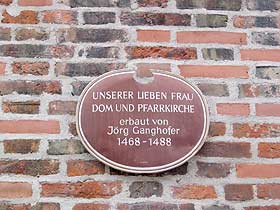 UNSERER LIEBEN FRAU
DOM UND PFARRKIRCHE
erbaut von
Jörg Ganghofer
1468-1488